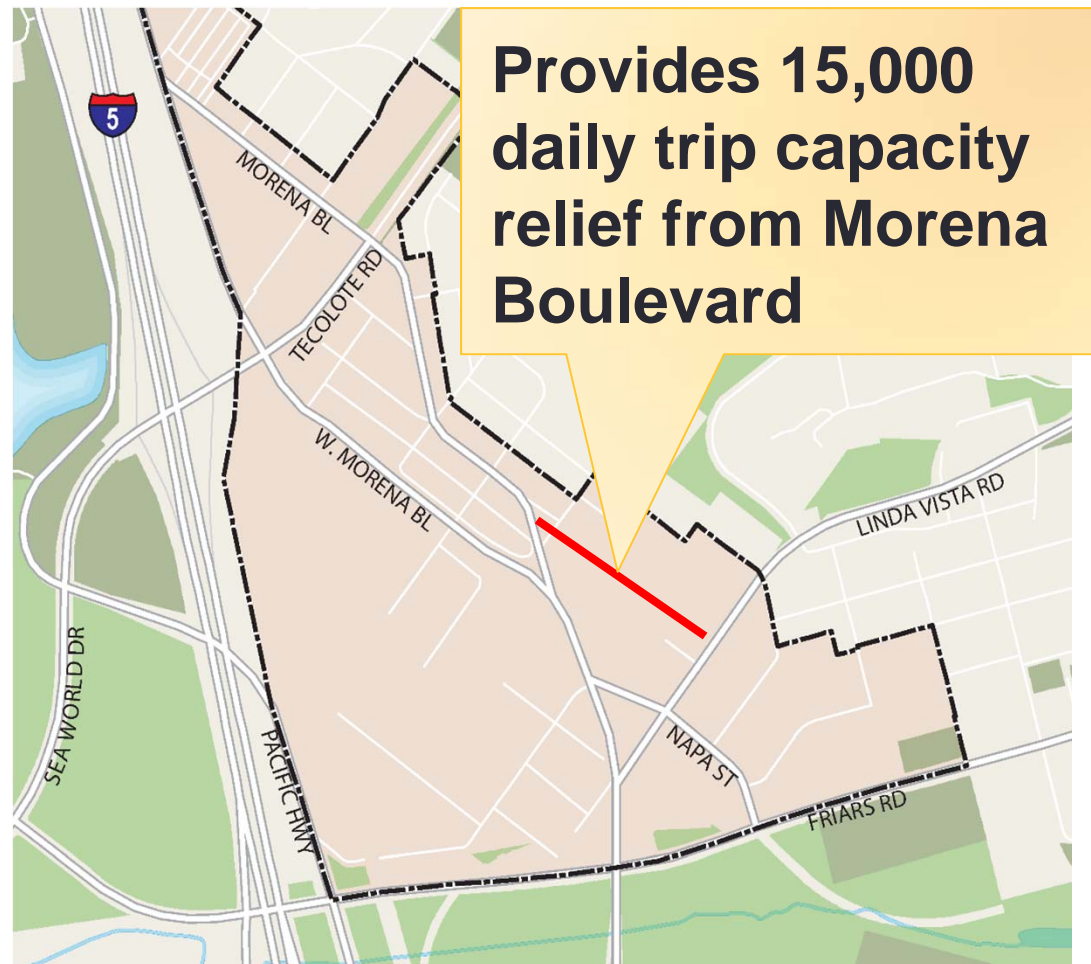 Provides 15,000
daily trip capacity
relief from Morena
Boulevard
5
MORENA BL
TECOLOTE RD
W. MORENA BL
LINDA VISTA RD
SEA WORLD DR
PACIFIC HWY
NAPA ST
FRIARS RD